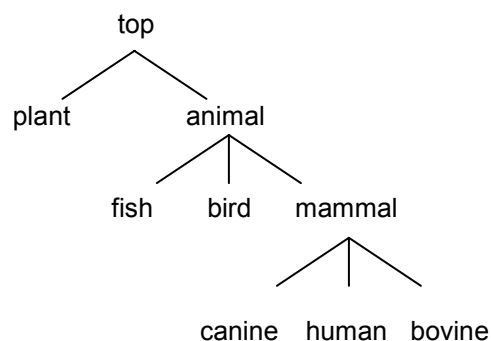 top
plant animal
fish bird mammal
canine human bovine